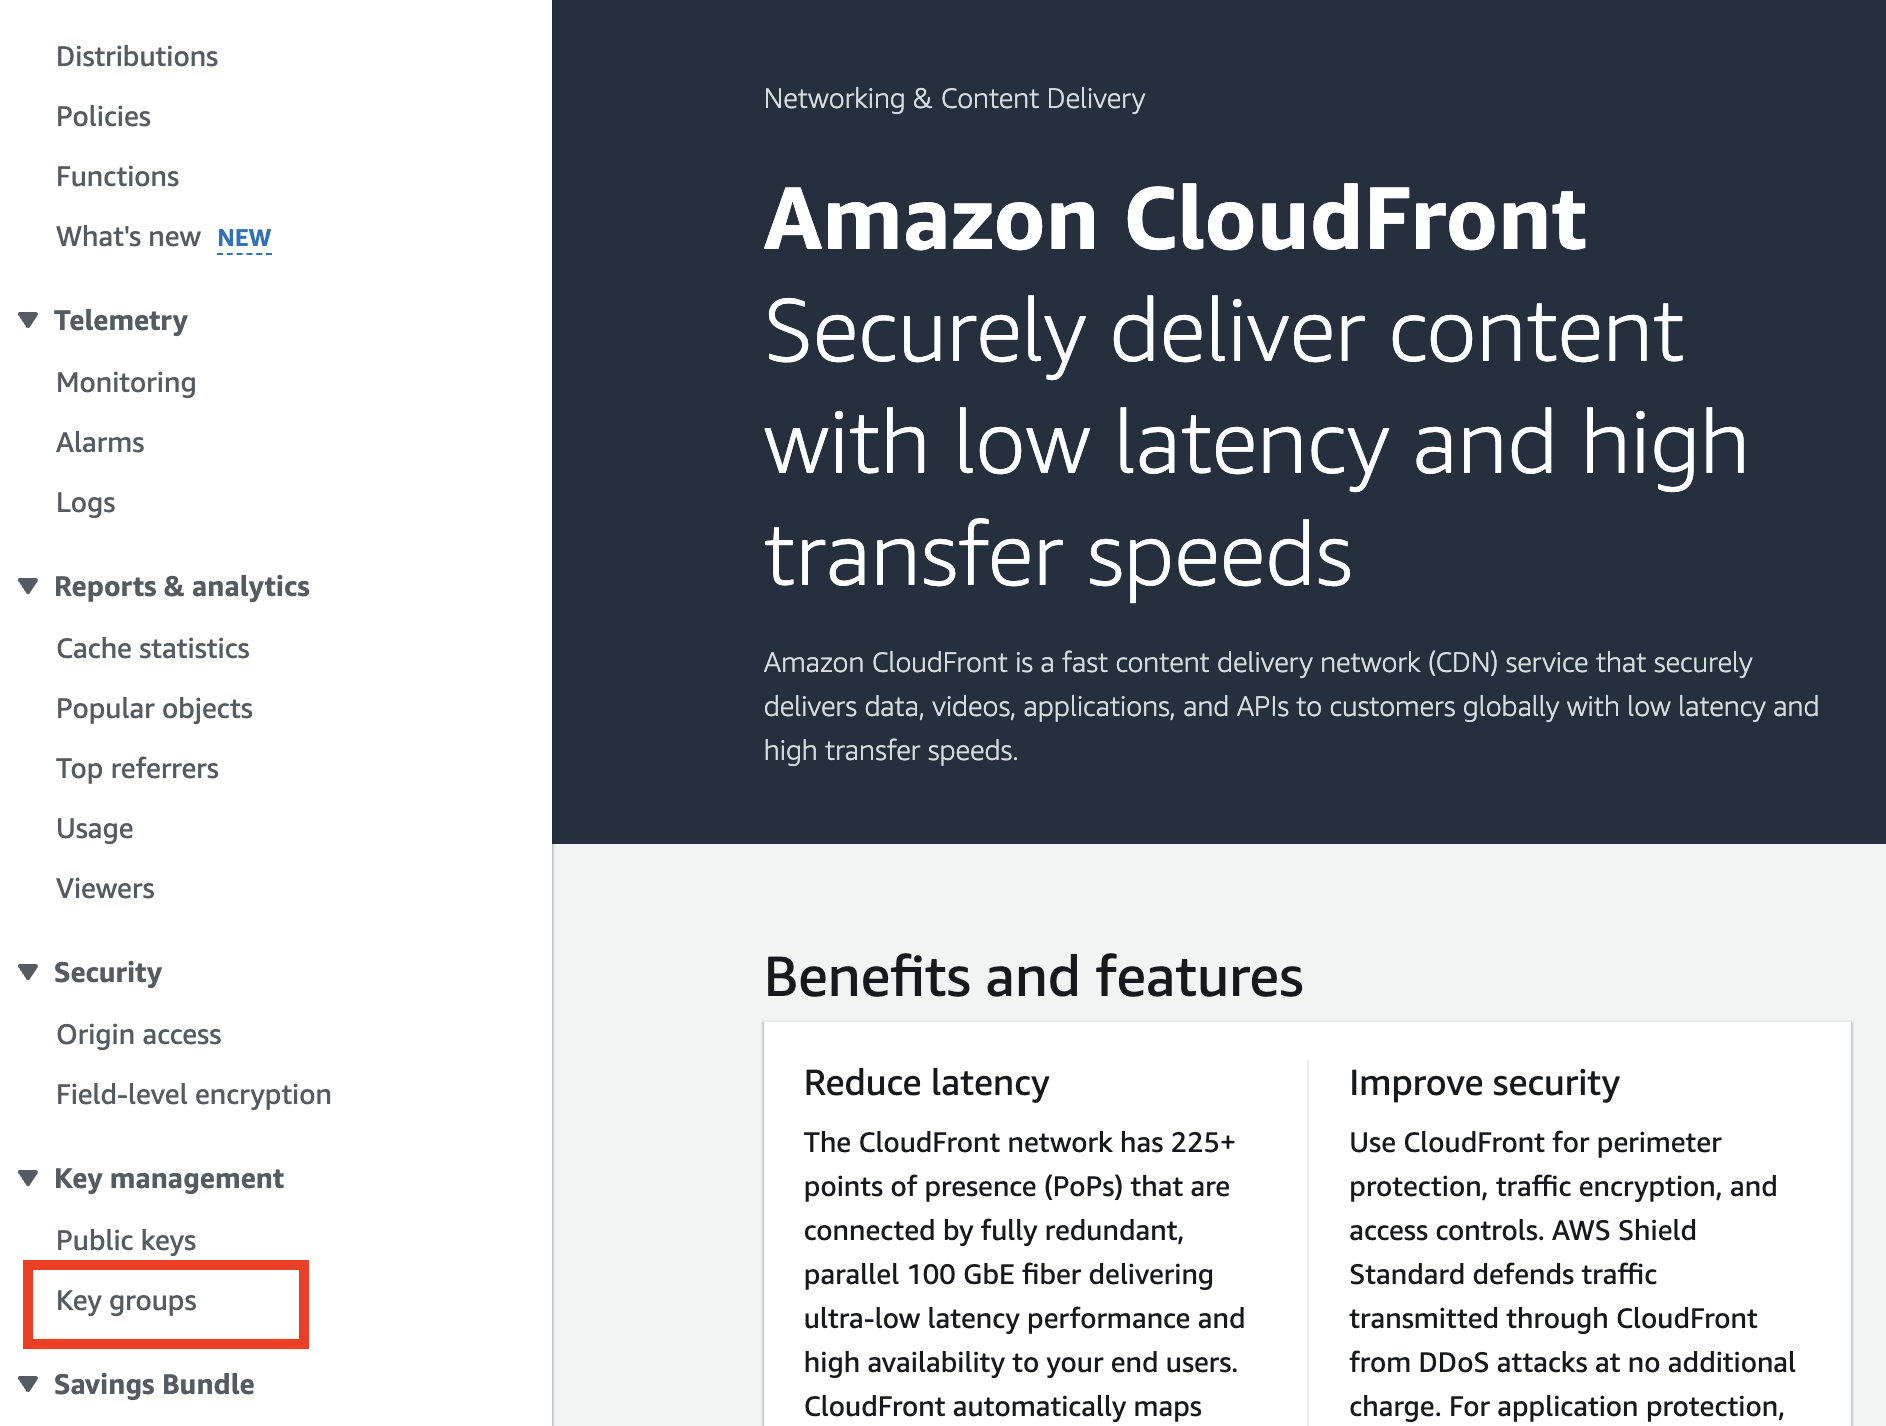 Distributions
Policies
Functions
What's new NEW
Telemetry
Monitoring
Alarms
Logs
Reports & analytics
Cache statistics
Popular objects
Top referrers
Usage
Viewers
Security
Origin access
Field-level encryption
Key management
Public keys
Key groups
Savings Bundle
Networking & Content Delivery
Amazon CloudFront
Securely deliver content
with low latency and high
transfer speeds
Amazon CloudFront is a fast content delivery network (CDN) service that securely
delivers data, videos, applications, and APIs to customers globally with low latency and
high transfer speeds.
Benefits and features
Reduce latency
The CloudFront network has 225+
points of presence (PoPs) that are
connected by fully redundant,
parallel 100 GbE fiber delivering
ultra-low latency performance and
high availability to your end users.
CloudFront automatically maps
Improve security
Use CloudFront for perimeter
protection, traffic encryption, and
access controls. AWS Shield
Standard defends traffic
transmitted through CloudFront
from DDoS attacks at no additional
charge. For application protection,